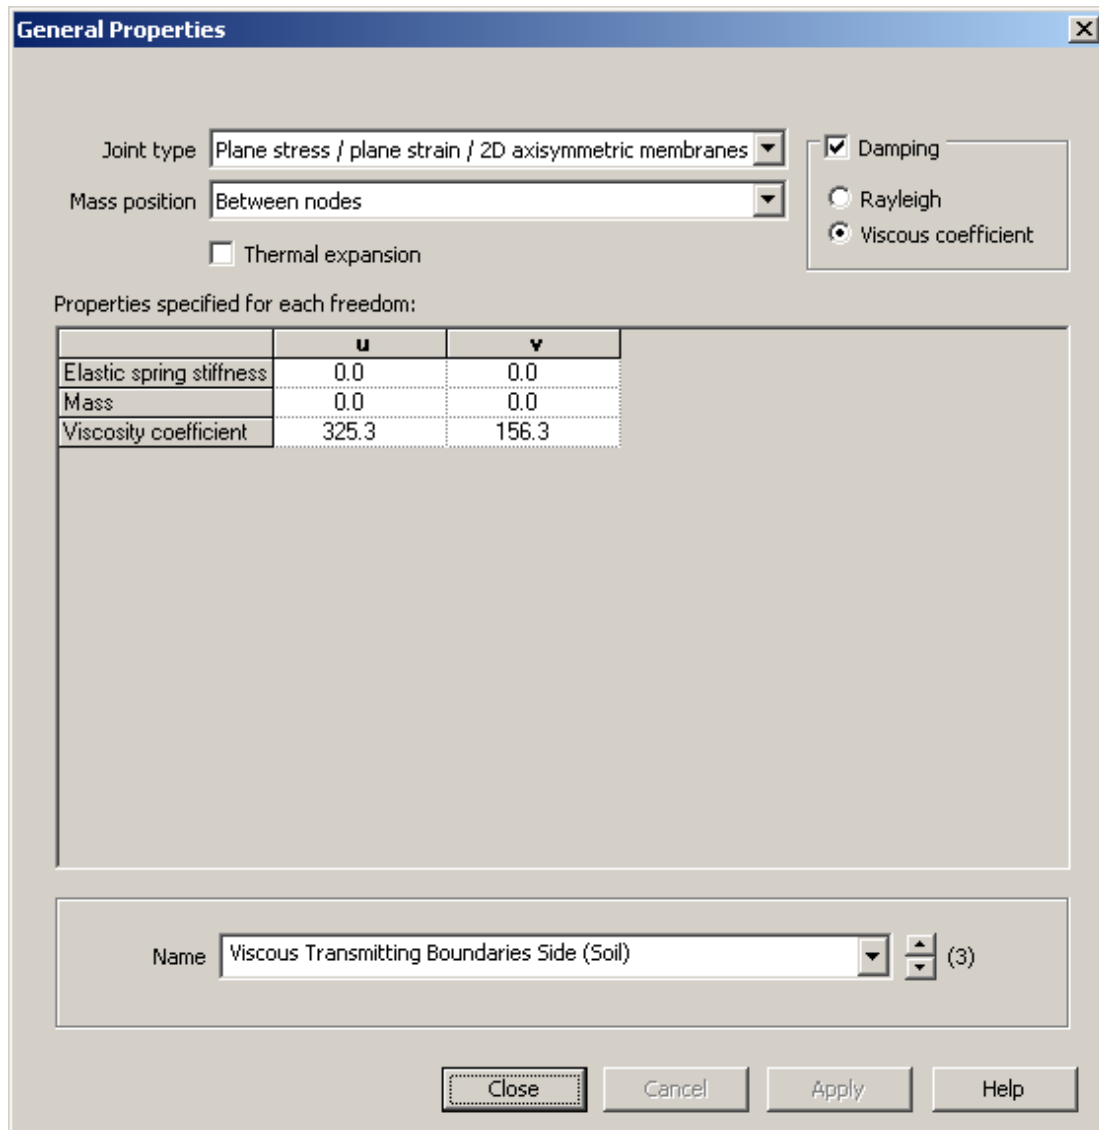 General Properties
Joint type Plane stress / plane strain / 2D axisymmetric membranes
Damping
Mass position Between nodes
Rayleigh
Viscous coefficient
Thermal expansion
Properties specified for each freedom:
u v
Elastic spring stiffness 0.0 0.0
Mass 0.0 0.0
Viscosity coefficient 325.3 156.3
Name Viscous Transmitting Boundaries Side (Soil) (3)
Close Cancel Apply Help